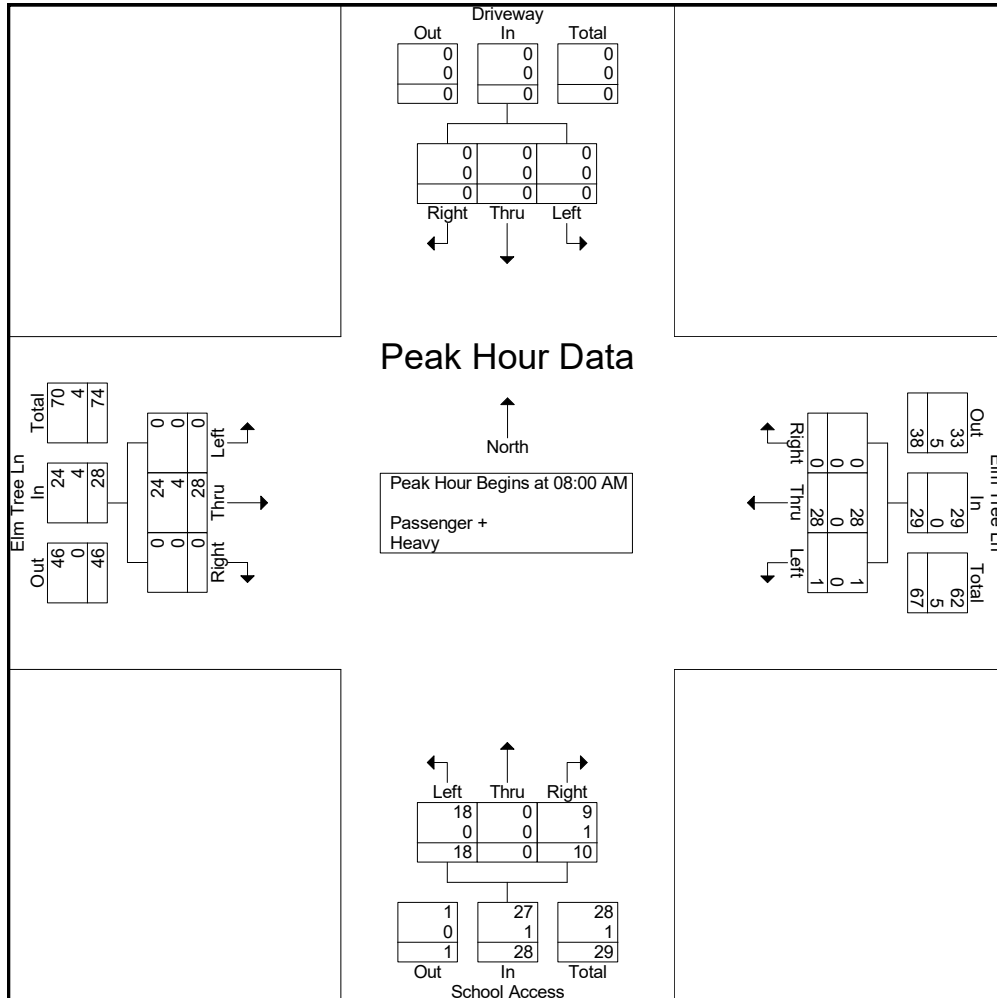 Driveway
Out In Total
0 0 0
0 0 0
0 0 0
0 0 0
0 0 0
0 0 0
Right Thru Left
Peak Hour Data
North
Peak Hour Begins at 08:00 AM
Passenger +
Heavy
Elm Tree Ln
Total
70
4
74
In
24
4
28
Out
46
0
46
Left
0
0
0
Thru
24
4
28
Right
0
0
0
Elm Tree Ln
Out
33
5
38
In
29
0
29
Total
62
5
67
Right
0
0
0
Thru
28
0
28
Left
1
0
1
Left Thru Right
18 0 9
0 0 1
18 0 10
1 27 28
0 1 1
1 28 29
Out In Total
School Access